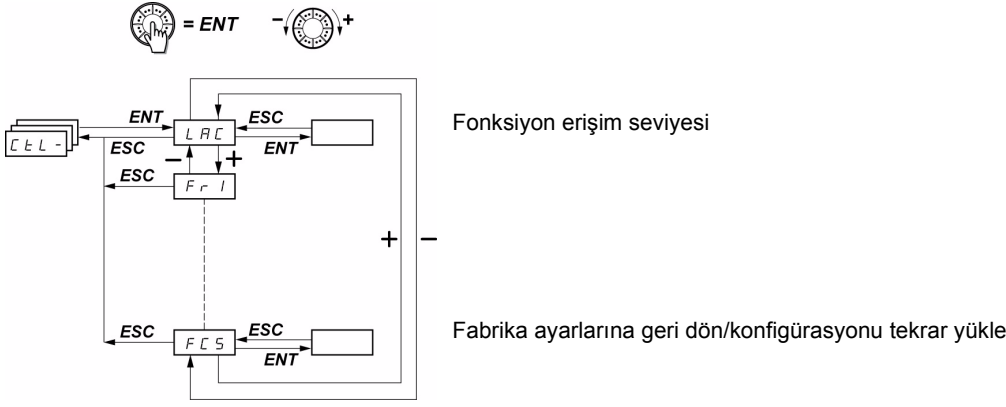 = ENT - +
ENT ESC
CtL- LAC Fonksiyon erişim seviyesi
ESC ENT
- +
ESC
Fr1
+ -
ESC ESC
FCS Fabrika ayarlarına geri dön/konfigürasyonu tekrar yükle
ENT